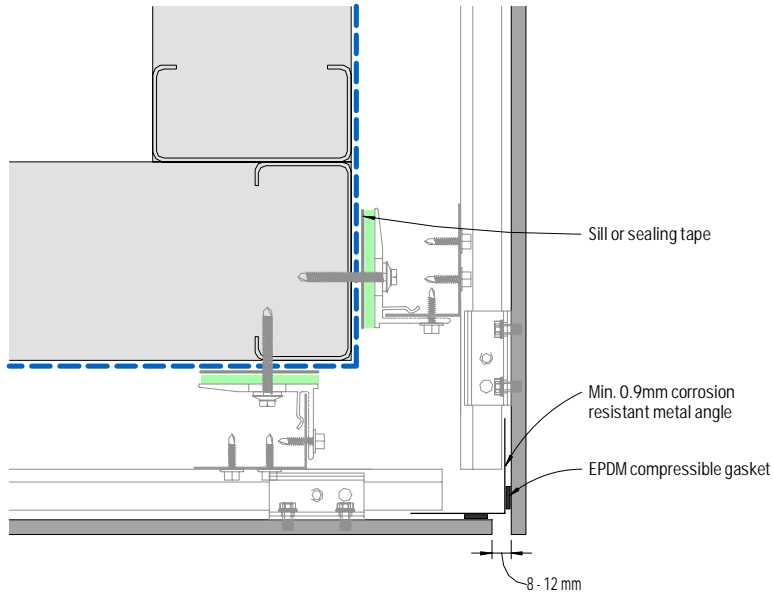 Sill or sealing tape
Min. 0.9mm corrosion
resistant metal angle
EPDM compressible gasket
8 - 12 mm